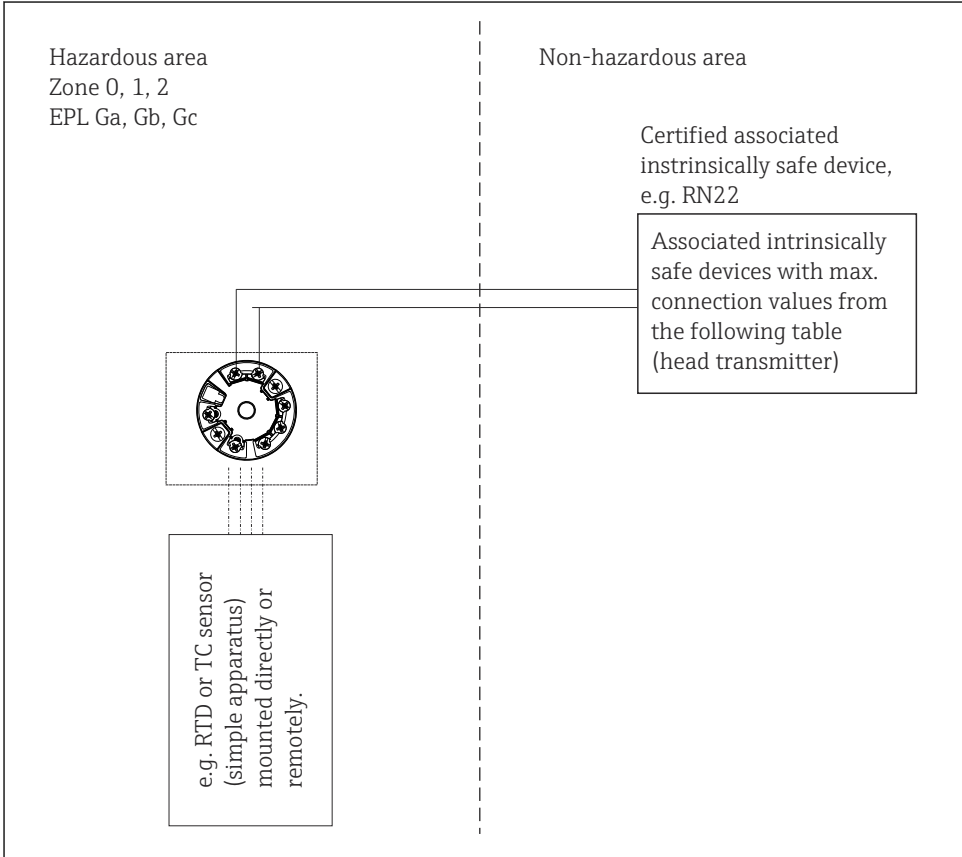 Hazardous area
Zone 0, 1, 2
EPL Ga, Gb, Gc
Non-hazardous area
Certified associated
instrinsically safe device,
e.g. RN22
Associated intrinsically
safe devices with max.
connection values from
the following table
(head transmitter)
e.g. RTD or TC sensor
(simple apparatus)
mounted directly or
remotely.